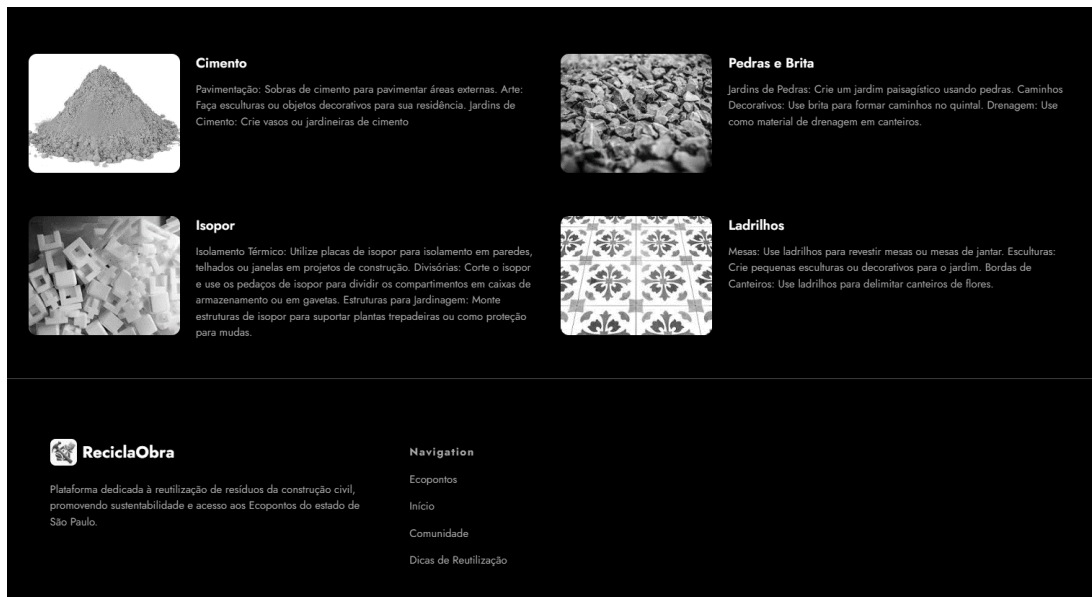 Cimento
Pavimentação: Sobras de cimento para pavimentar áreas externas. Arte:
Faça esculturas ou objetos decorativos para sua residência. Jardins de
Cimento: Crie vasos ou jardineiras de cimento
Pedras e Brita
Jardins de Pedras: Crie um jardim paisagístico usando pedras. Caminhos
Decorativos: Use brita para formar caminhos no quintal. Drenagem: Use
como material de drenagem em canteiros.
Isopor
Isolamento Térmico: Utilize placas de isopor para isolamento em paredes,
telhados ou janelas em projetos de construção. Divisórias: Corte o isopor
e use os pedaços de isopor para dividir os compartimentos em caixas de
armazenamento ou em gavetas. Estruturas para Jardinagem: Monte
estruturas de isopor para suportar plantas trepadeiras ou como proteção
para mudas.
Ladrilhos
Mesas: Use ladrilhos para revestir mesas ou mesas de jantar. Esculturas:
Crie pequenas esculturas ou decorativos para o jardim. Bordas de
Canteiros: Use ladrilhos para delimitar canteiros de flores.
ReciclaObra
Plataforma dedicada à reutilização de resíduos da construção civil,
promovendo sustentabilidade e acesso aos Ecopontos do estado de
São Paulo.
Navigation
Ecopontos
Início
Comunidade
Dicas de Reutilização